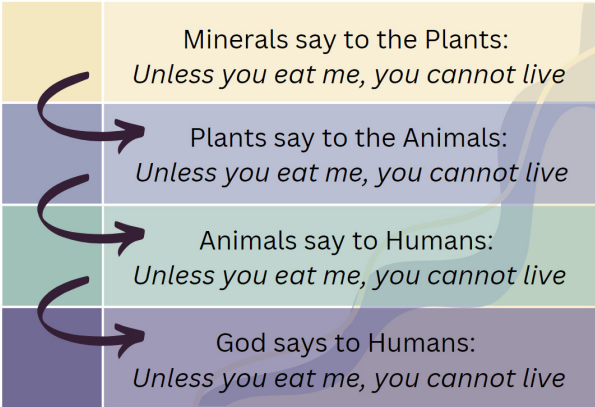 Minerals say to the Plants:
Unless you eat me, you cannot live
Plants say to the Animals:
Unless you eat me, you cannot live
Animals say to Humans:
Unless you eat me, you cannot live
God says to Humans:
Unless you eat me, you cannot live